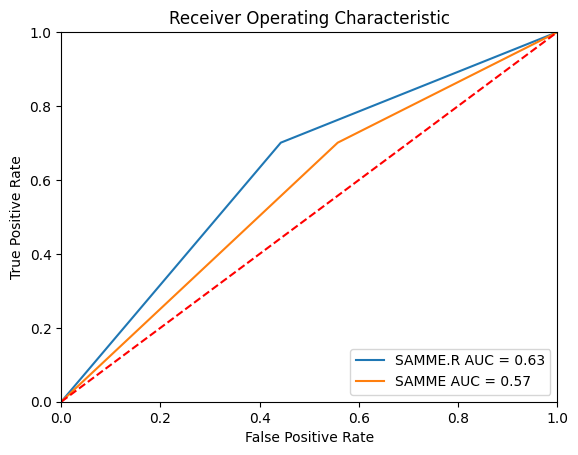 Receiver Operating Characteristic
1.0
0.8
0.6
0.4
0.2
0.0
True Positive Rate
SAMME.R AUC = 0.63
SAMME AUC = 0.57
0.0 0.2 0.4 0.6 0.8 1.0
False Positive Rate